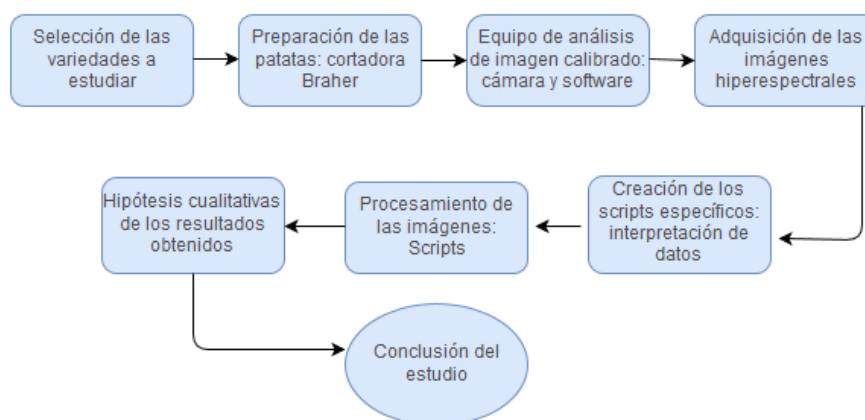 Selección de las
variedades a
estudiar
Preparación de las
patatas: cortadora
Braher
Equipo de análisis
de imagen calibrado:
cámara y software
Adquisición de las
imágenes
hiperespectrales
Creación de los
scripts específicos:
interpretación de
datos
Procesamiento de
las imágenes:
Scripts
Hipótesis cualitativas
de los resultados
obtenidos
Conclusión del
estudio